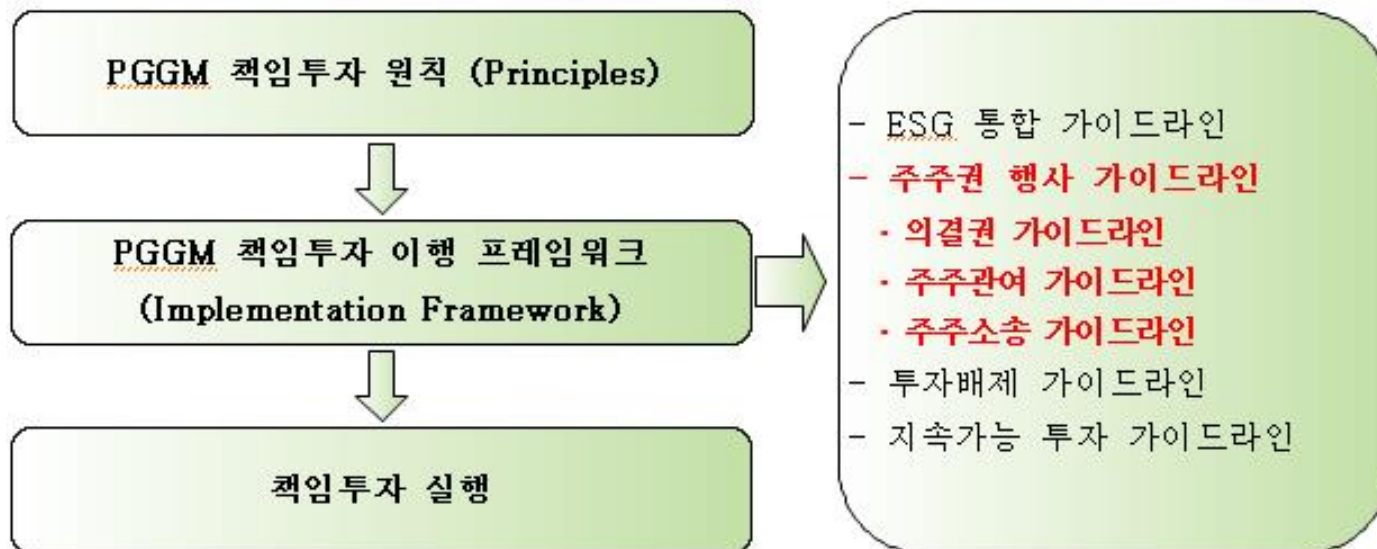 PGGM 책임투자 원칙 (Principles)
PGGM 책임투자 이행 프레임워크
(Implementation Framework)
책임투자 실행
- ESG 통합 가이드라인
- 주주권 행사 가이드라인
· 의결권 가이드라인
· 주주관여 가이드라인
· 주주소송 가이드라인
- 투자배제 가이드라인
- 지속가능 투자 가이드라인